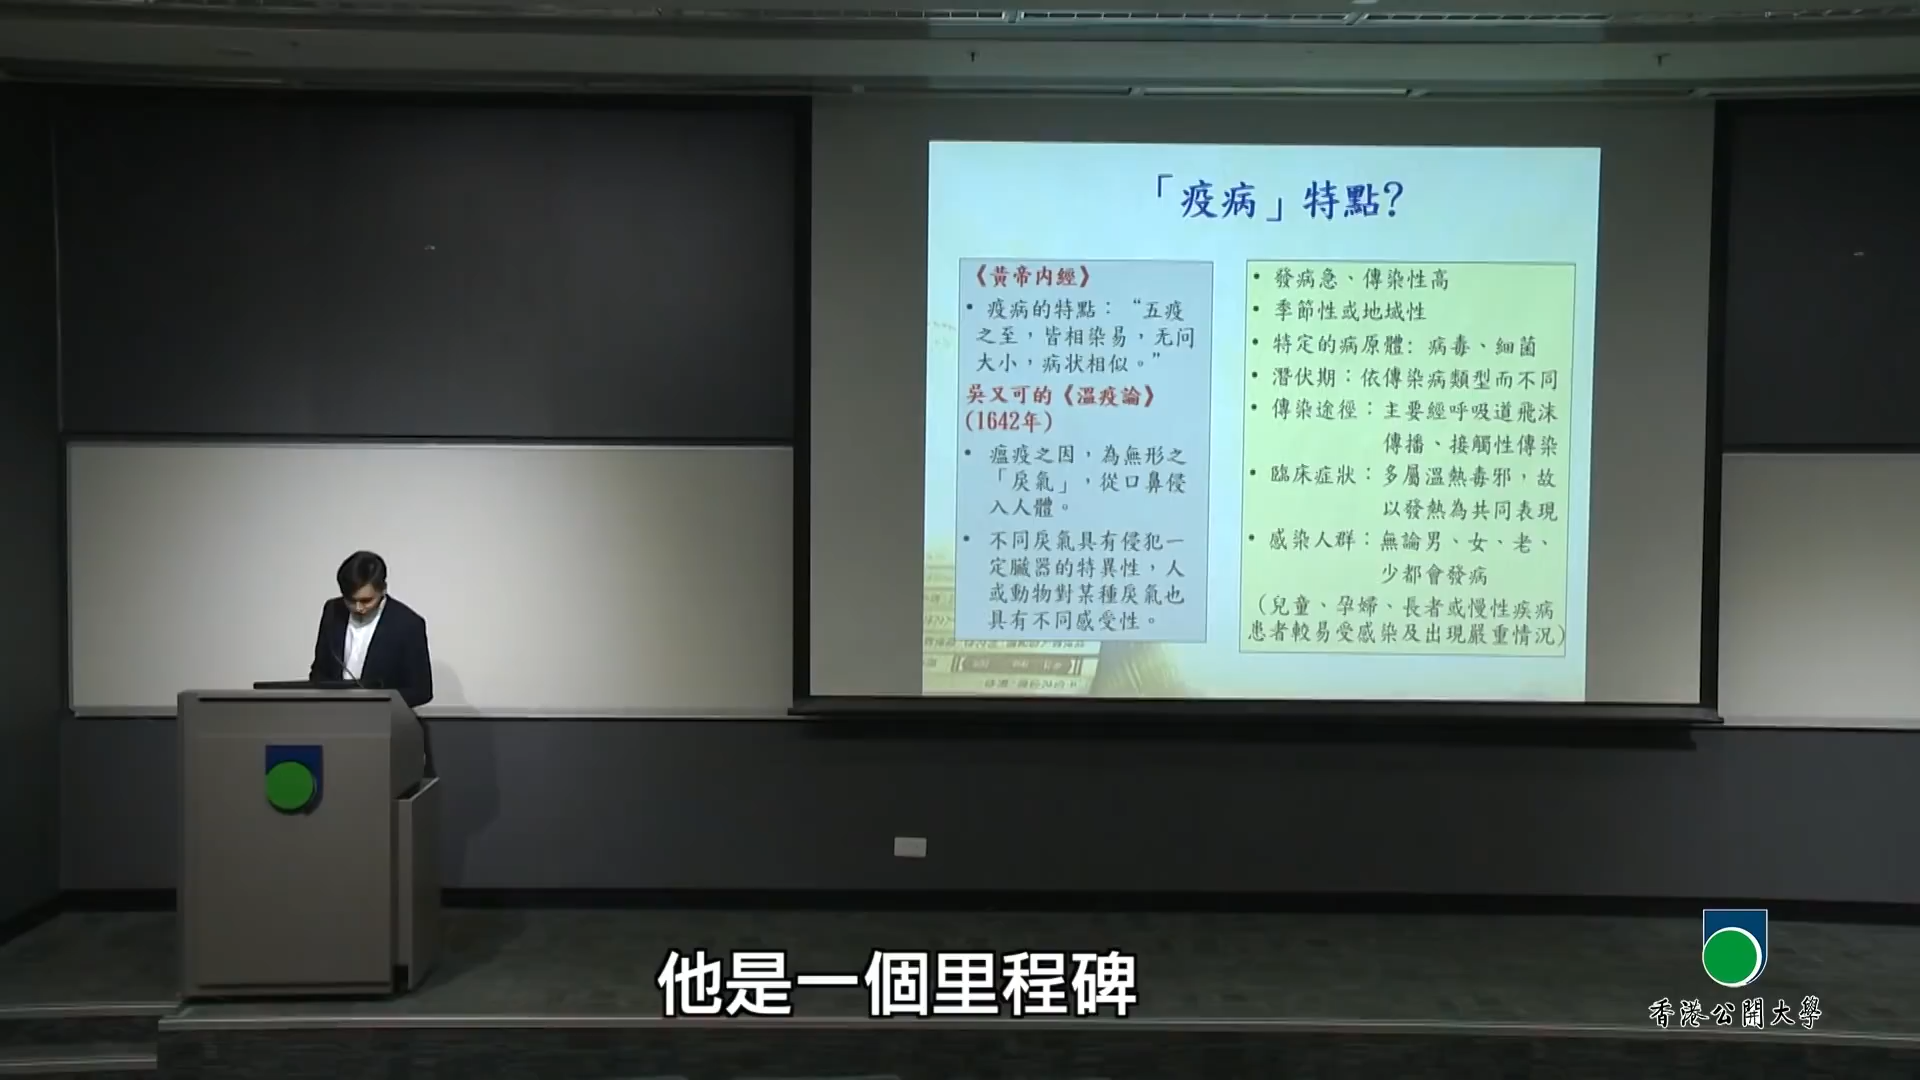 「疫病」特點?
《黃帝内經》
• 疫病的特點：“五疫
之至，皆相染易，无问
大小，病状相似。”
吳又可的《溫疫論》
(1642年)
• 瘟疫之因，為無形之
「戾氣」，從口鼻侵
入人體。
• 不同戾氣具有侵犯一
定臟器的特異性，人
或動物對某種戾氣也
具有不同感受性。
• 發病急、傳染性高
• 季節性或地域性
• 特定的病原體: 病毒、細菌
• 潛伏期：依傳染病類型而不同
• 傳染途徑：主要經呼吸道飛沫
傳播、接觸性傳染
• 臨床症狀：多屬溫熱毒邪，故
以發熱為共同表現
• 感染人群：無論男、女、老、
少都會發病
（兒童、孕婦、長者或慢性疾病
患者較易受感染及出現嚴重情況）
他是一個里程碑
香港公開大學